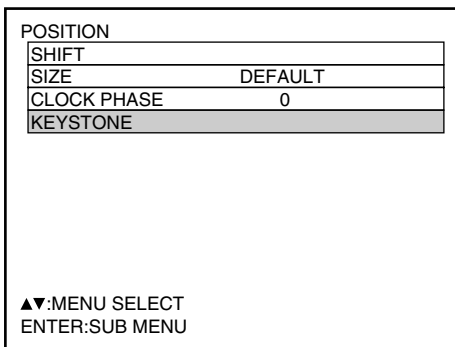 POSITION
SHIFT
SIZE DEFAULT
CLOCK PHASE 0
KEYSTONE
▲▼:MENU SELECT
ENTER:SUB MENU